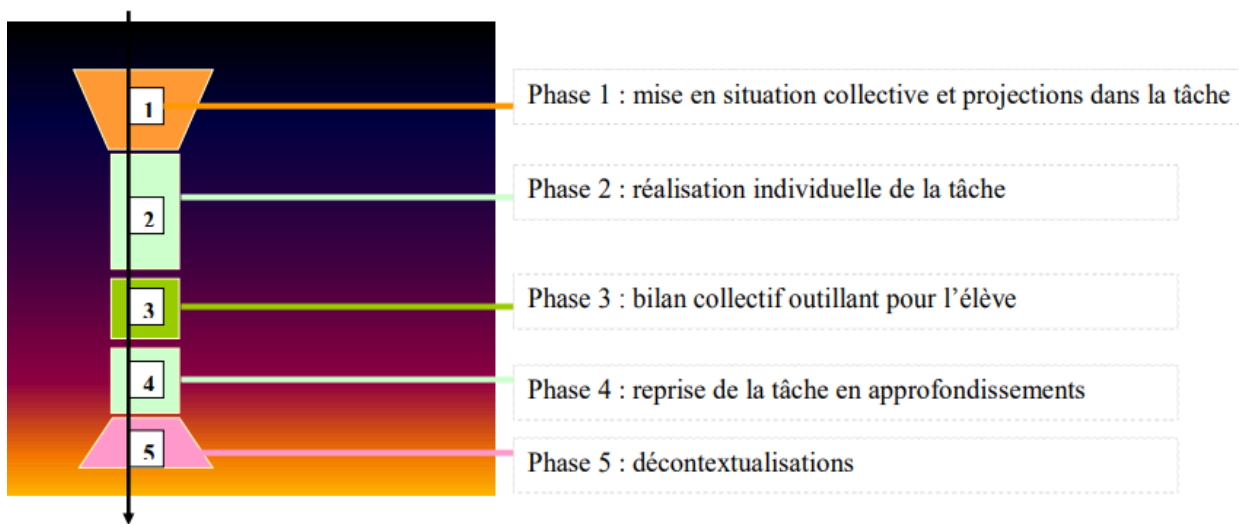 1
Phase 1 : mise en situation collective et projections dans la tâche
2
Phase 2 : réalisation individuelle de la tâche
3
Phase 3 : bilan collectif outillant pour l’élève
4
Phase 4 : reprise de la tâche en approfondissements
5
Phase 5 : décontextualisations